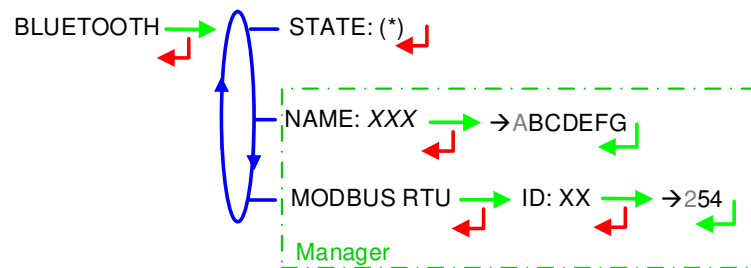 BLUETOOTH STATE: (*)
NAME: XXX →ABCDEFG
MODBUS RTU ID: XX →254
Manager